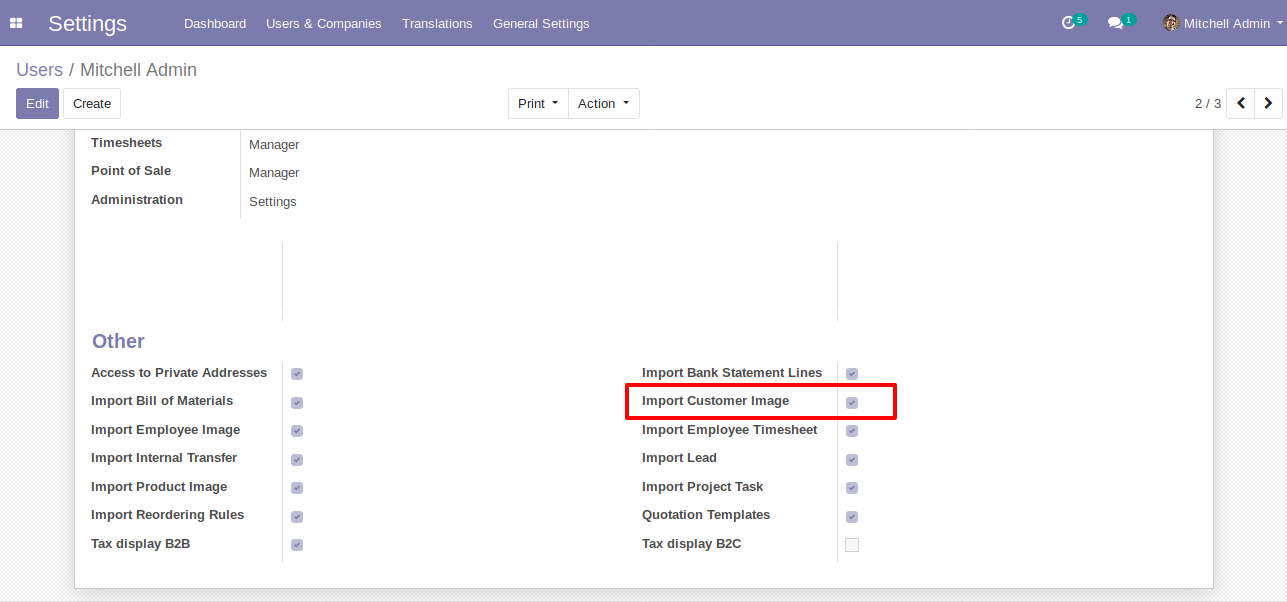 Settings Dashboard Users & Companies Translations General Settings 5 1 Mitchell Admin
Users / Mitchell Admin
Edit Create Print Action 2 / 3
Timesheets Manager
Point of Sale Manager
Administration Settings
Other
Access to Private Addresses Import Bank Statement Lines
Import Bill of Materials Import Customer Image
Import Employee Image Import Employee Timesheet
Import Internal Transfer Import Lead
Import Product Image Import Project Task
Import Reordering Rules Quotation Templates
Tax display B2B Tax display B2C